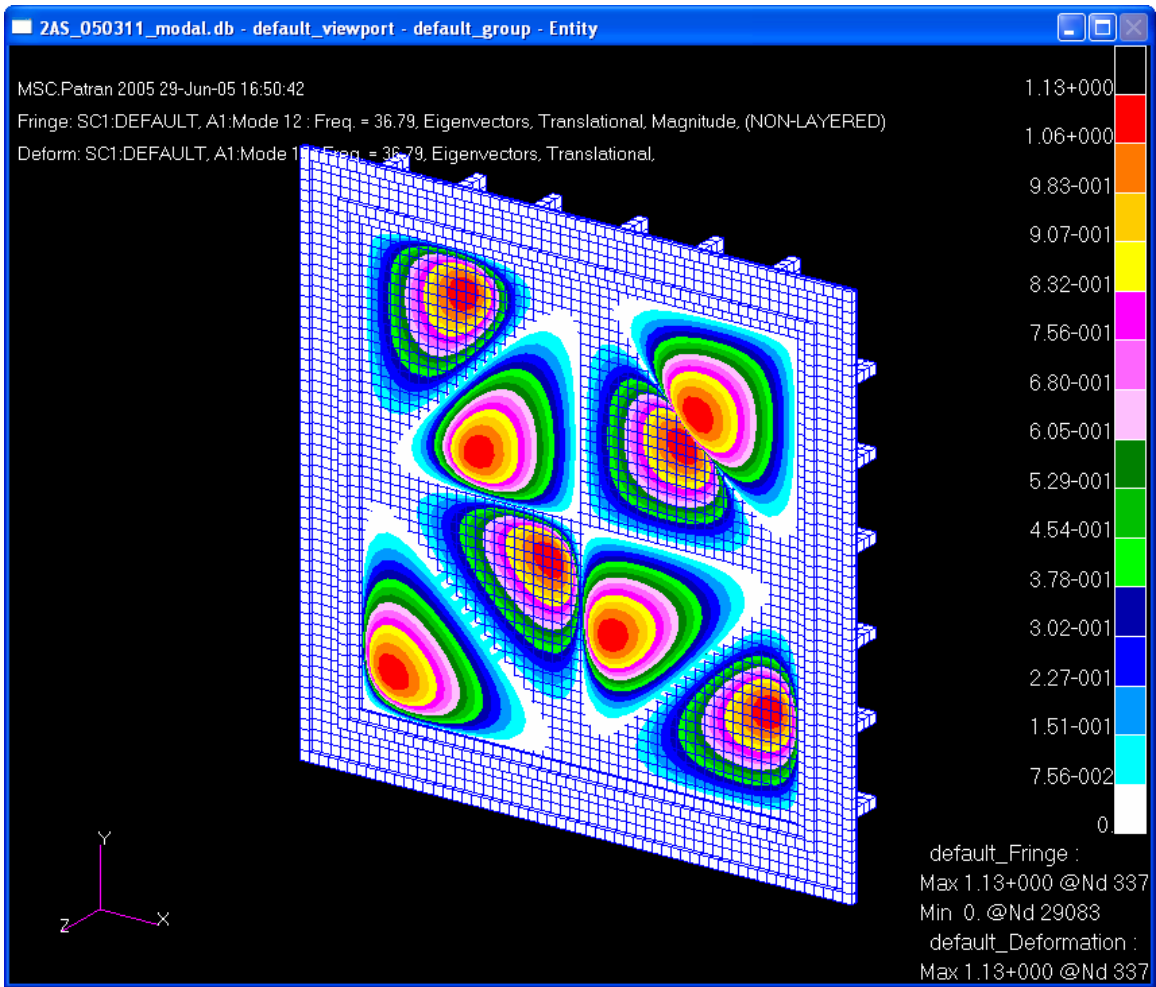 2AS_050311_modal.db - default_viewport - default_group - Entity
MSC.Patran 2005 29-Jun-05 16:50:42
Fringe: SC1:DEFAULT, A1:Mode 12 : Freq. = 36.79, Eigenvectors, Translational, Magnitude, (NON-LAYERED)
Deform: SC1:DEFAULT, A1:Mode 1 Freq. = 36.79, Eigenvectors, Translational,
1.13+000
1.06+000
9.83-001
9.07-001
8.32-001
7.56-001
6.80-001
6.05-001
5.29-001
4.54-001
3.78-001
3.02-001
2.27-001
1.51-001
7.56-002
0.
default_Fringe :
Max 1.13+000 @Nd 337
Min 0. @Nd 29083
default_Deformation :
Max 1.13+000 @Nd 337
Y
Z
X